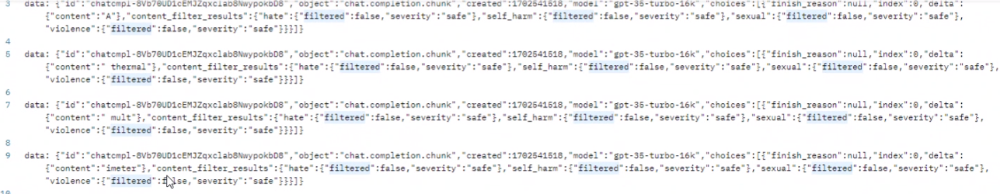 3 data: {"id":"chatcmpl-8Vb70UD1cEMJZqxclab8NwypokbD8","object":"chat.completion.chunk","created":1702541518,"model":"gpt-35-turbo-16k","choices":[{"finish_reason":null,"index":0,"delta":
{"content":"A"},"content_filter_results":{"hate":{"filtered":false,"severity":"safe"},"self_harm":{"filtered":false,"severity":"safe"},"sexual":{"filtered":false,"severity":"safe"},
"violence":{"filtered":false,"severity":"safe"}}}]}
4
5 data: {"id":"chatcmpl-8Vb70UD1cEMJZqxclab8NwypokbD8","object":"chat.completion.chunk","created":1702541518,"model":"gpt-35-turbo-16k","choices":[{"finish_reason":null,"index":0,"delta":
{"content":" thermal"},"content_filter_results":{"hate":{"filtered":false,"severity":"safe"},"self_harm":{"filtered":false,"severity":"safe"},"sexual":{"filtered":false,"severity":"safe"},
"violence":{"filtered":false,"severity":"safe"}}}]}
6
7 data: {"id":"chatcmpl-8Vb70UD1cEMJZqxclab8NwypokbD8","object":"chat.completion.chunk","created":1702541518,"model":"gpt-35-turbo-16k","choices":[{"finish_reason":null,"index":0,"delta":
{"content":" mult"},"content_filter_results":{"hate":{"filtered":false,"severity":"safe"},"self_harm":{"filtered":false,"severity":"safe"},"sexual":{"filtered":false,"severity":"safe"},
"violence":{"filtered":false,"severity":"safe"}}}]}
8
9 data: {"id":"chatcmpl-8Vb70UD1cEMJZqxclab8NwypokbD8","object":"chat.completion.chunk","created":1702541518,"model":"gpt-35-turbo-16k","choices":[{"finish_reason":null,"index":0,"delta":
{"content":"imeter"},"content_filter_results":{"hate":{"filtered":false,"severity":"safe"},"self_harm":{"filtered":false,"severity":"safe"},"sexual":{"filtered":false,"severity":"safe"},
"violence":{"filtered":false,"severity":"safe"}}}]}
10